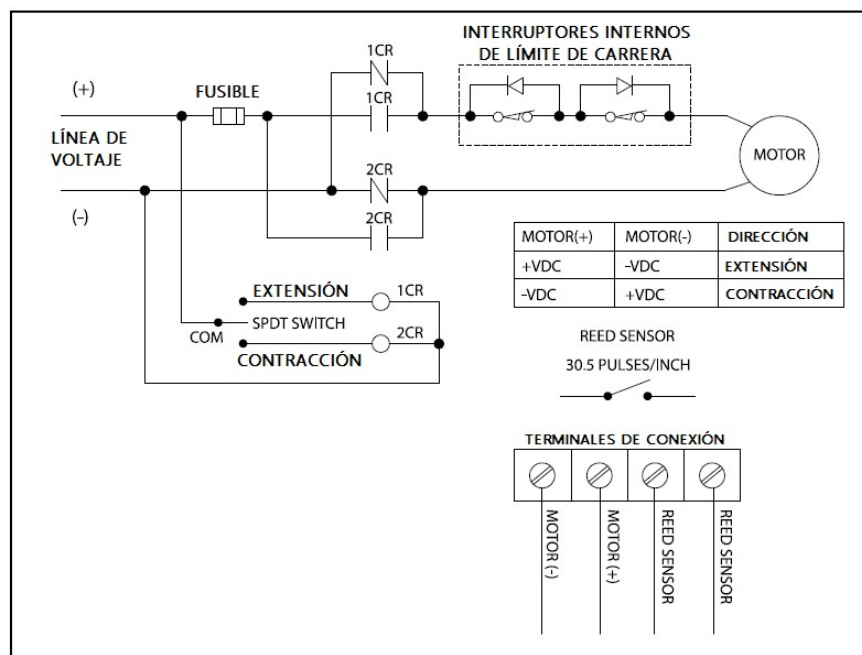 INTERRUPTORES INTERNOS
DE LÍMITE DE CARRERA
1CR
(+)
FUSIBLE
1CR
LÍNEA DE
VOLTAJE
MOTOR
2CR
(-)
2CR
MOTOR(+) MOTOR(-) DIRECCIÓN
+VDC -VDC EXTENSIÓN
-VDC +VDC CONTRACCIÓN
EXTENSIÓN 1CR
COM SPDT SWITCH
2CR
CONTRACCIÓN
REED SENSOR
30.5 PULSES/INCH
TERMINALES DE CONEXIÓN
MOTOR (-)
MOTOR (+)
REED SENSOR
REED SENSOR